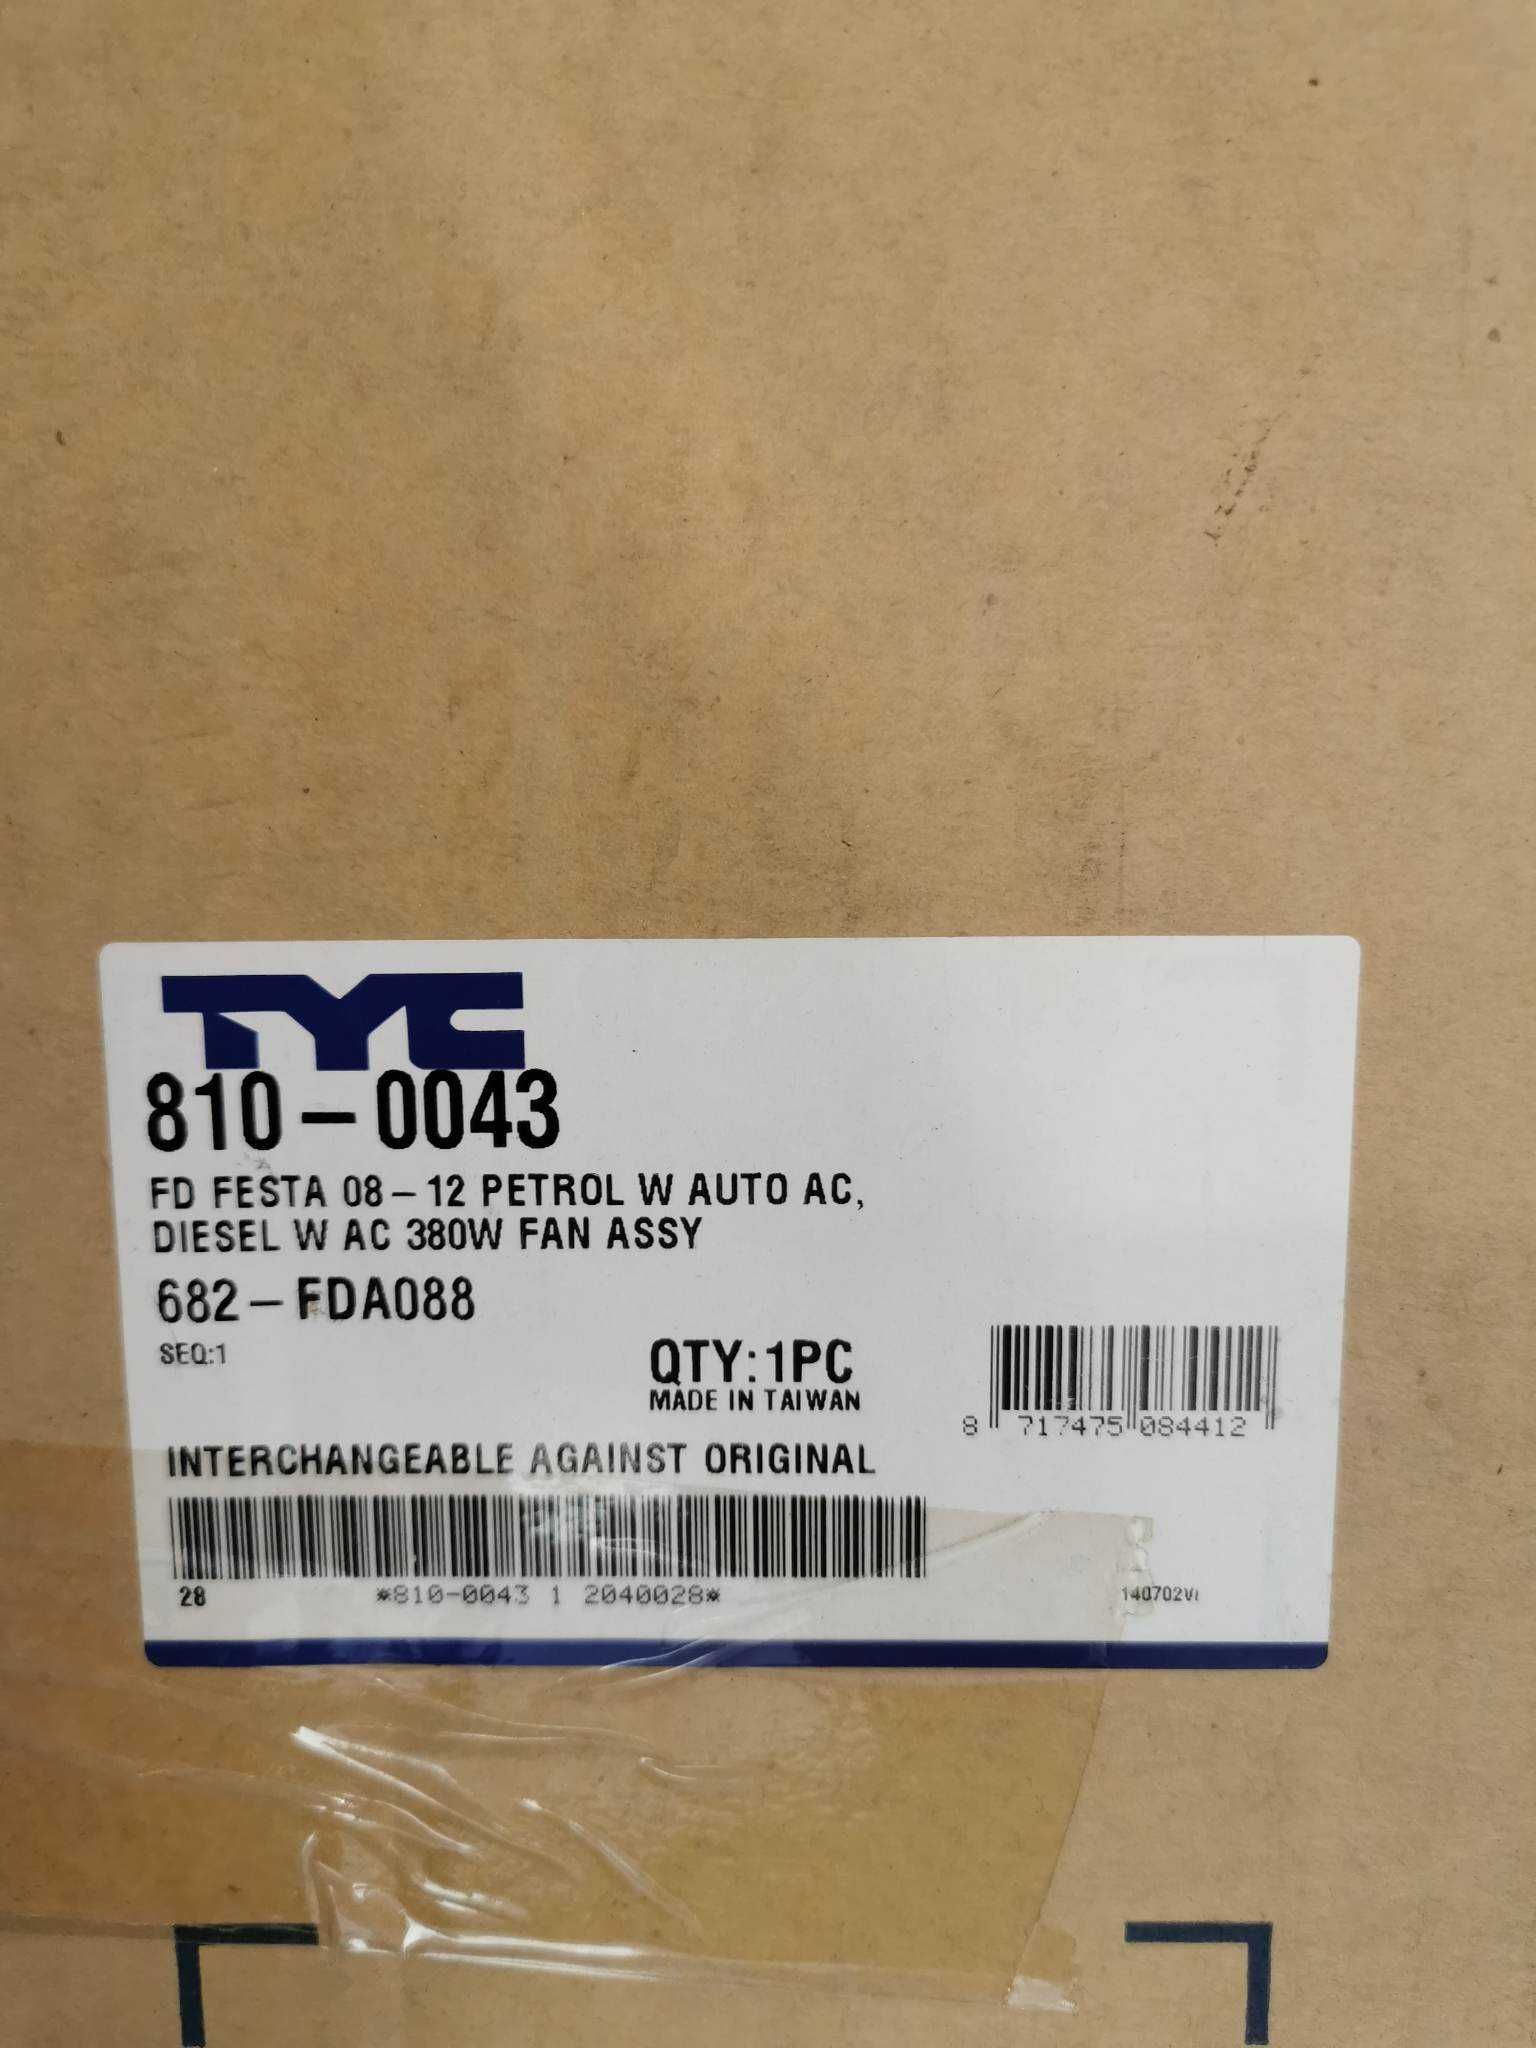 TYC
810-0043
FD FESTA 08-12 PETROL W AUTO AC,
DIESEL W AC 380W FAN ASSY
682-FDA088
SEQ:1
QTY:1PC
MADE IN TAIWAN
8 717475 084412
INTERCHANGEABLE AGAINST ORIGINAL
28 *810-0043 1 2040028*